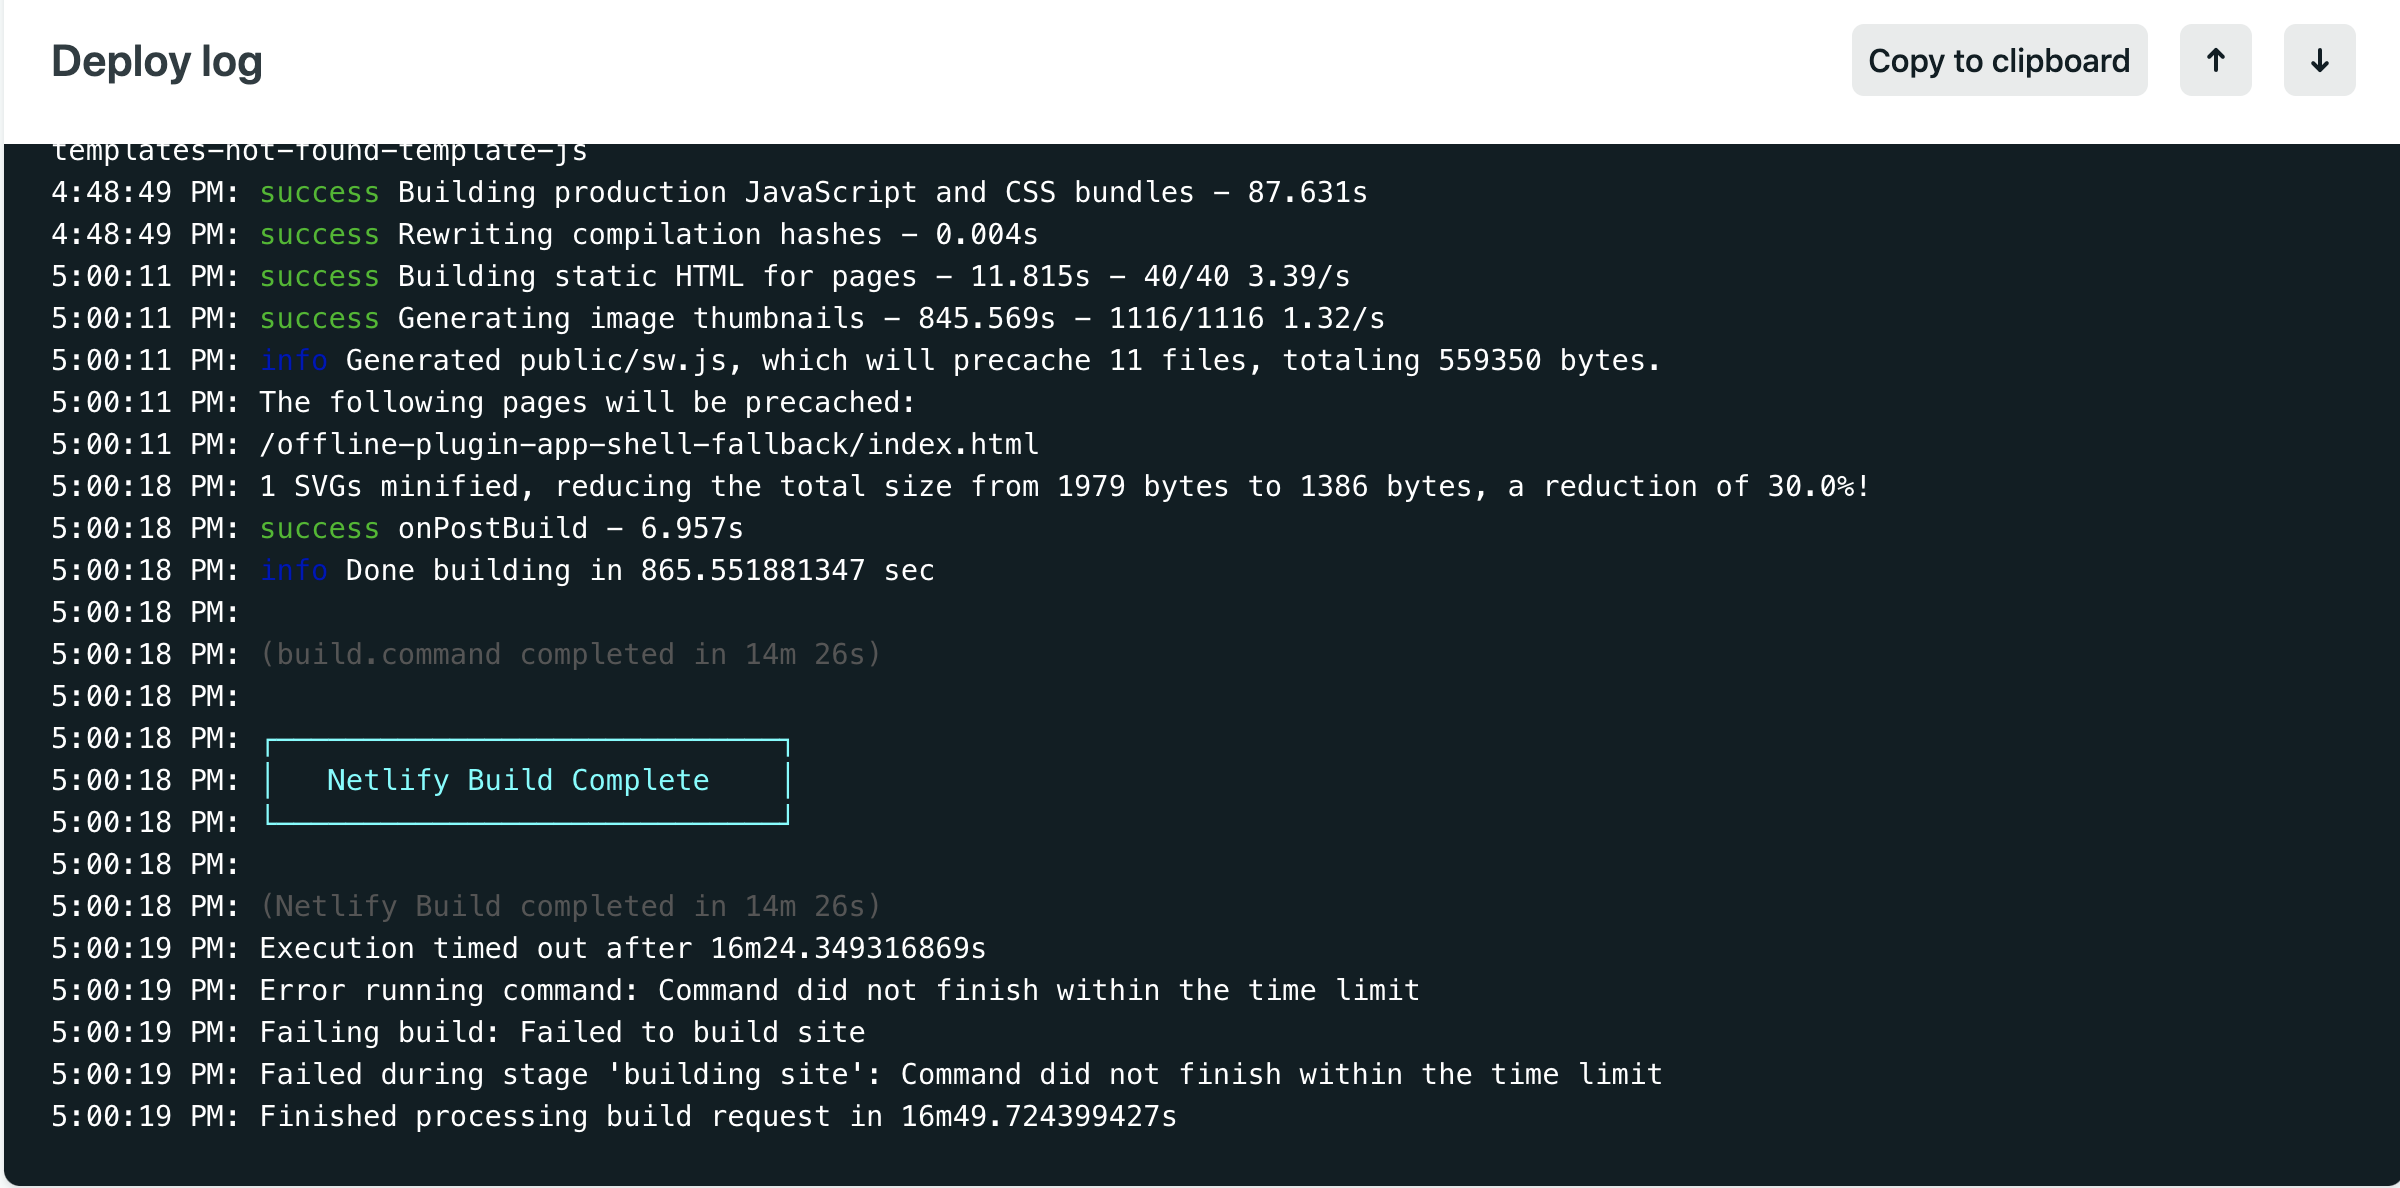 Deploy log
Copy to clipboard ↑ ↓
templates-not-found-template-js
4:48:49 PM: success Building production JavaScript and CSS bundles - 87.631s
4:48:49 PM: success Rewriting compilation hashes - 0.004s
5:00:11 PM: success Building static HTML for pages - 11.815s - 40/40 3.39/s
5:00:11 PM: success Generating image thumbnails - 845.569s - 1116/1116 1.32/s
5:00:11 PM: info Generated public/sw.js, which will precache 11 files, totaling 559350 bytes.
5:00:11 PM: The following pages will be precached:
5:00:11 PM: /offline-plugin-app-shell-fallback/index.html
5:00:18 PM: 1 SVGs minified, reducing the total size from 1979 bytes to 1386 bytes, a reduction of 30.0%!
5:00:18 PM: success onPostBuild - 6.957s
5:00:18 PM: info Done building in 865.551881347 sec
5:00:18 PM:
5:00:18 PM: (build.command completed in 14m 26s)
5:00:18 PM:
5:00:18 PM:
5:00:18 PM: Netlify Build Complete
5:00:18 PM:
5:00:18 PM:
5:00:18 PM: (Netlify Build completed in 14m 26s)
5:00:19 PM: Execution timed out after 16m24.349316869s
5:00:19 PM: Error running command: Command did not finish within the time limit
5:00:19 PM: Failing build: Failed to build site
5:00:19 PM: Failed during stage 'building site': Command did not finish within the time limit
5:00:19 PM: Finished processing build request in 16m49.724399427s